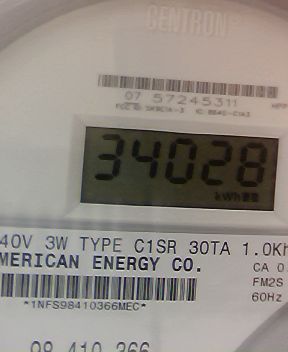 CENTRON
07 57245311
34028
kWh
40V 3W TYPE C1SR 30TA 1.0Kh
MERICAN ENERGY CO.
CA 0.
FM2S
*1NFS98410366MEC*
60Hz
98 410 366